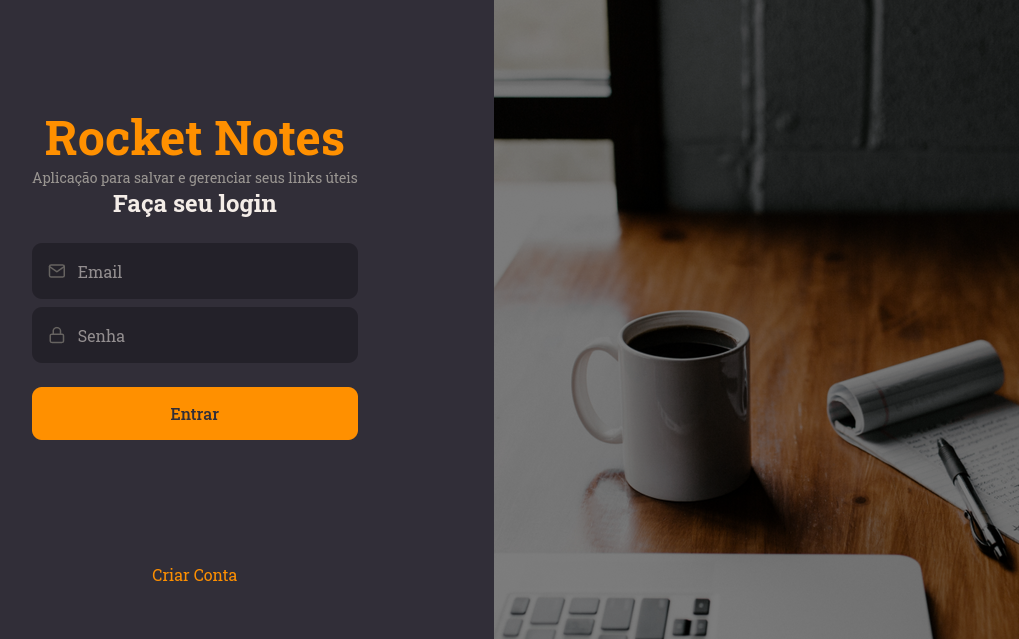 Rocket Notes
Aplicação para salvar e gerenciar seus links úteis
Faça seu login
Email
Senha
Entrar
Criar Conta